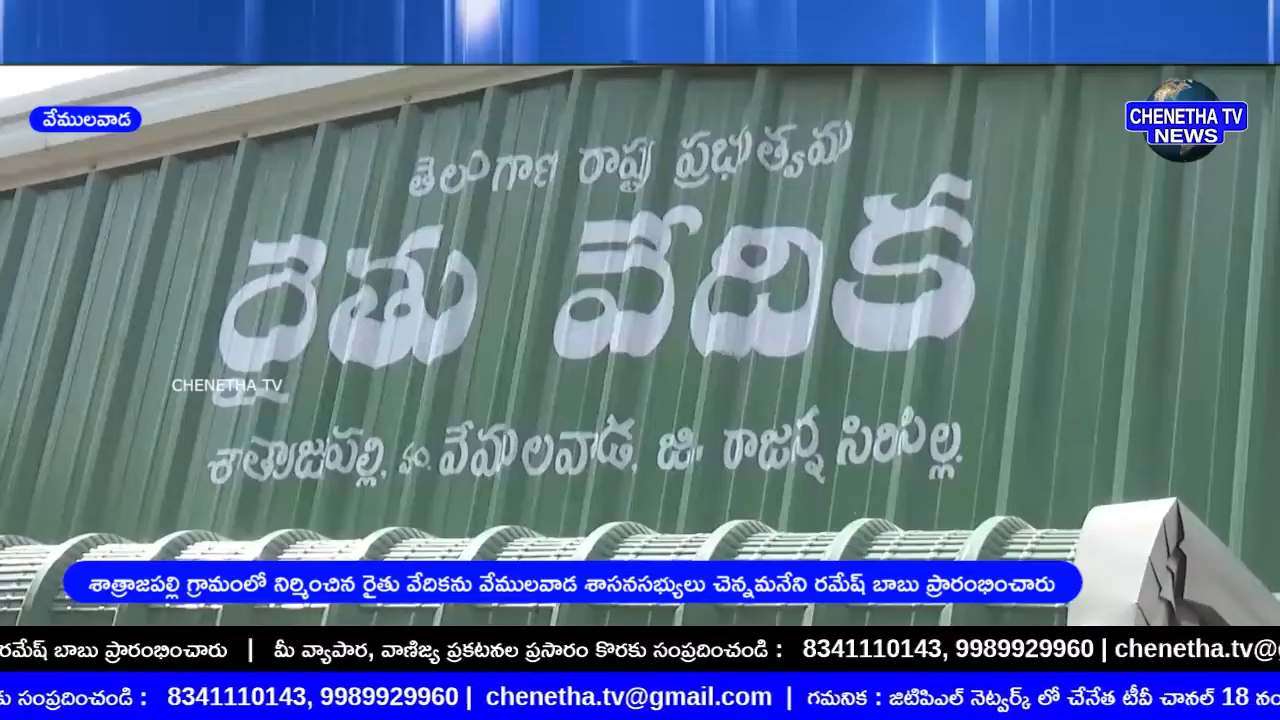 వేములవాడ
CHENETHA TV
NEWS
తెలంగాణ రాష్ట్ర ప్రభుత్వము
రైతు వేదిక
CHENETHA TV
శాత్రాజుపల్లి, మం. వేములవాడ, జి. రాజన్న సిరిసిల్ల.
శాత్రాజపల్లి గ్రామంలో నిర్మించిన రైతు వేదికను వేములవాడ శాసనసభ్యులు చెన్నమనేని రమేష్ బాబు ప్రారంభించారు
రమేష్ బాబు ప్రారంభించారు | మీ వ్యాపార, వాణిజ్య ప్రకటనల ప్రసారం కొరకు సంప్రదించండి : 8341110143, 9989929960 | chenetha.tv@
కు సంప్రదించండి : 8341110143, 9989929960 | chenetha.tv@gmail.com | గమనిక : జిటిపిఎల్ నెట్వర్క్ లో చేనేత టీవీ చానల్ 18 నం